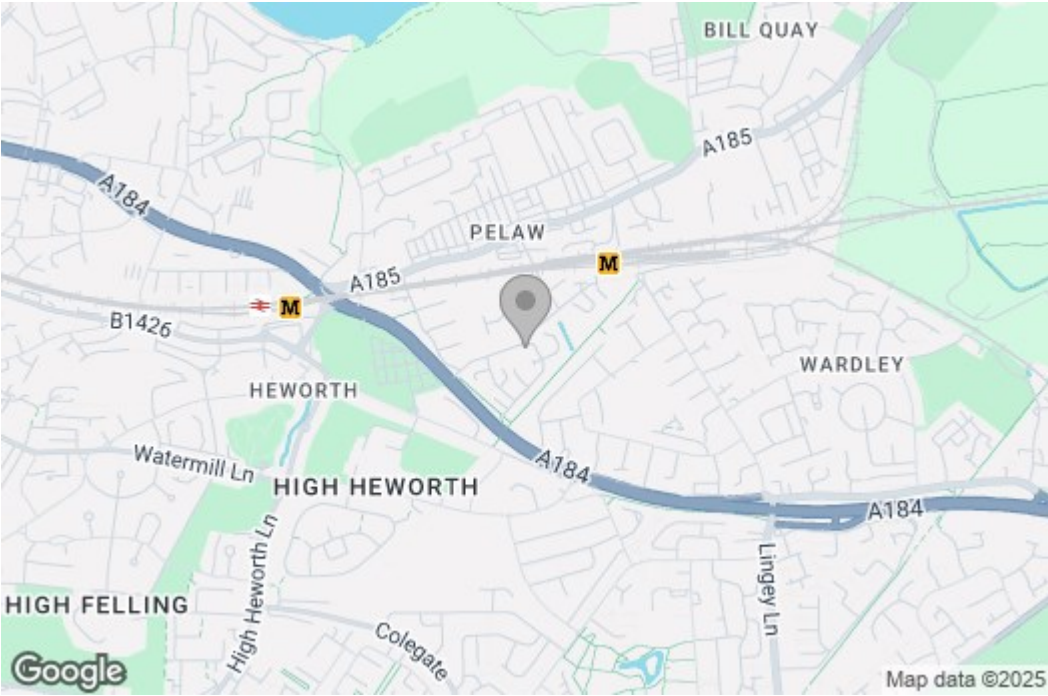 BILL QUAY
A185
A184
PELAW
M
A185
M
B1426
WARDLEY
HEWORTH
Watermill Ln
A184
HIGH HEWORTH
A184
High Heworth Ln
Lingey Ln
HIGH FELLING
Colegate
Google
Map data ©2025